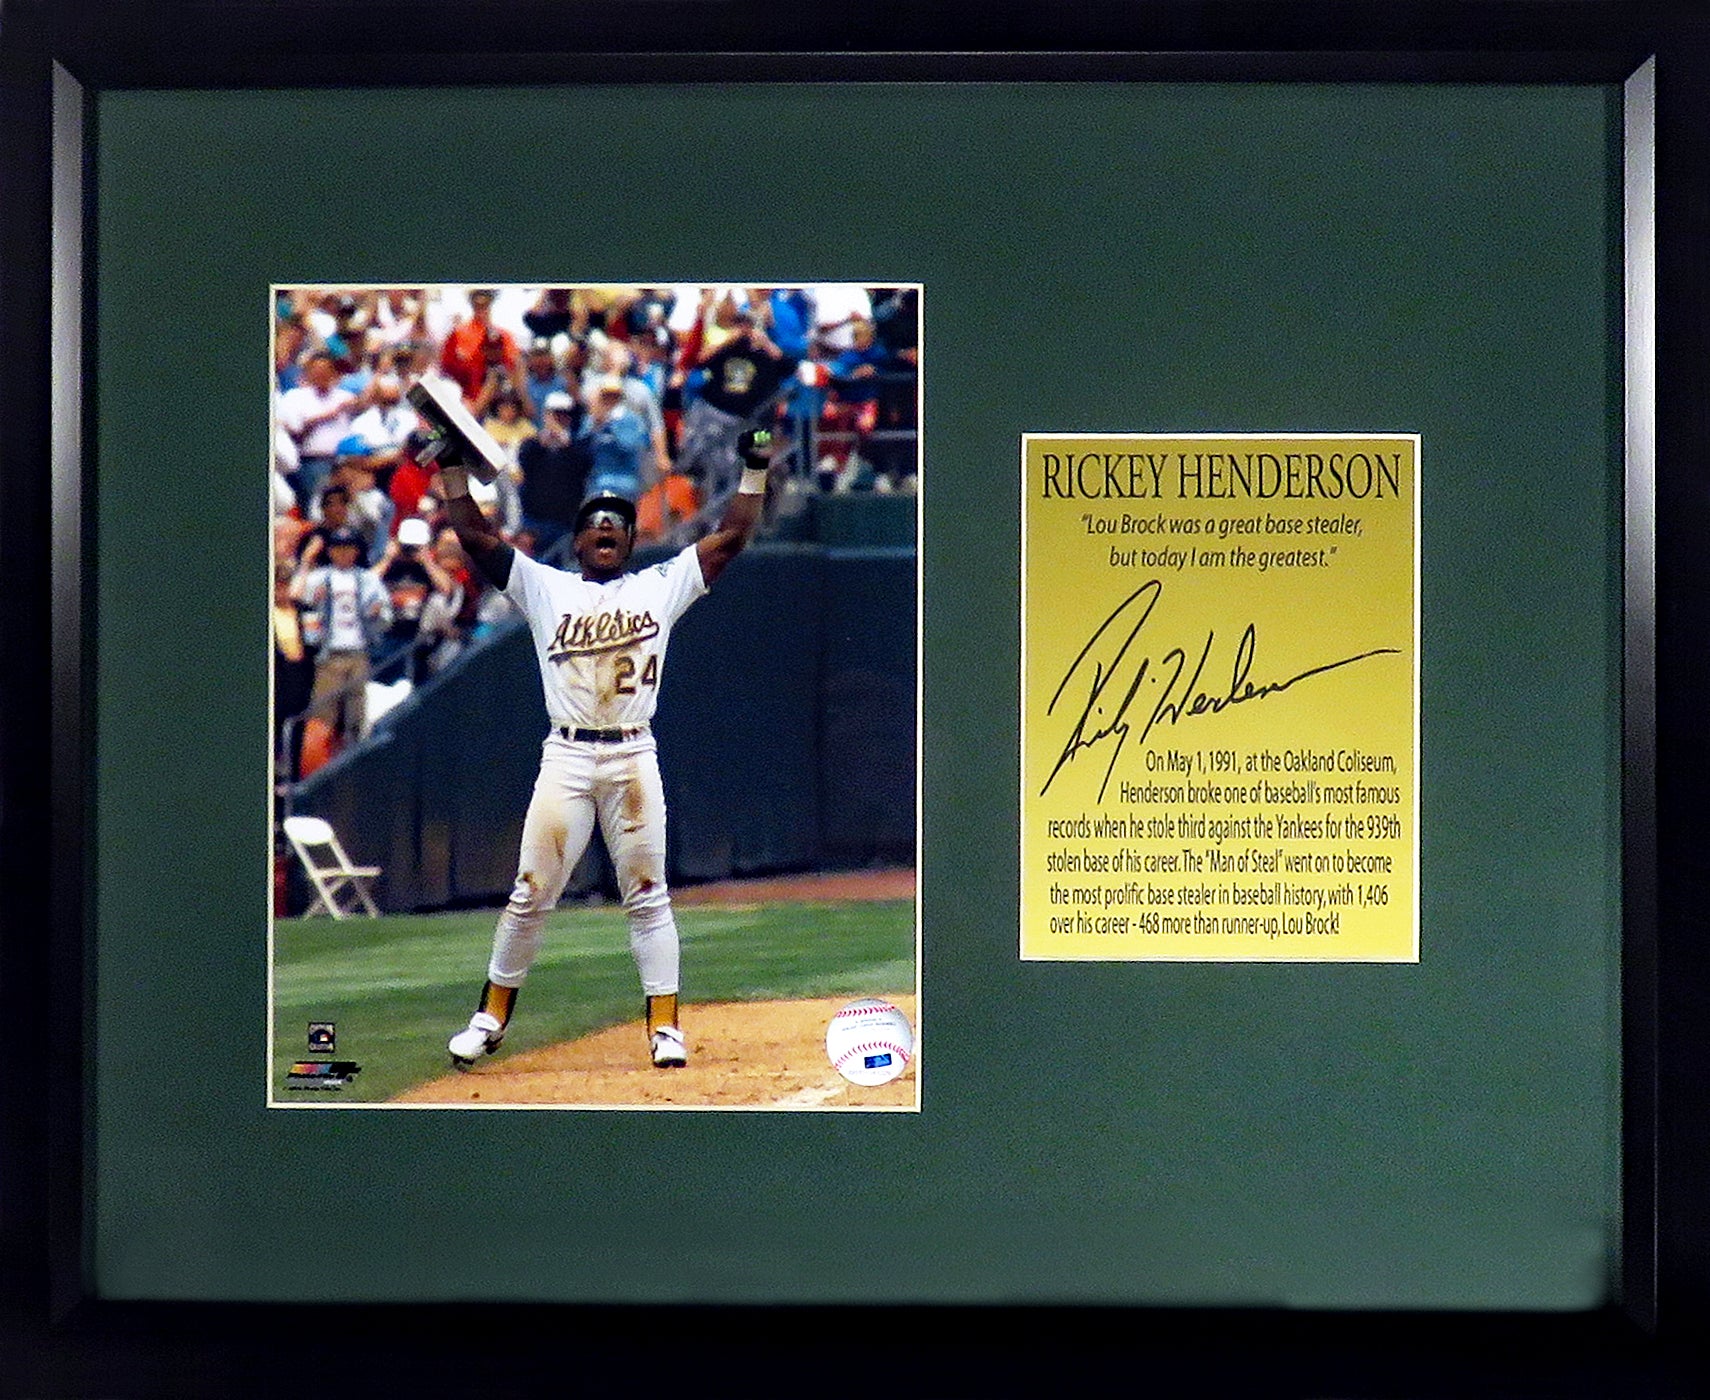 Athletics
24
RICKEY HENDERSON
"Lou Brock was a great base stealer,
but today I am the greatest."
On May 1, 1991, at the Oakland Coliseum,
Henderson broke one of baseball's most famous
records when he stole third against the Yankees for the 939th
stolen base of his career. The "Man of Steal" went on to become
the most prolific base stealer in baseball history, with 1,406
over his career - 468 more than runner-up, Lou Brock!